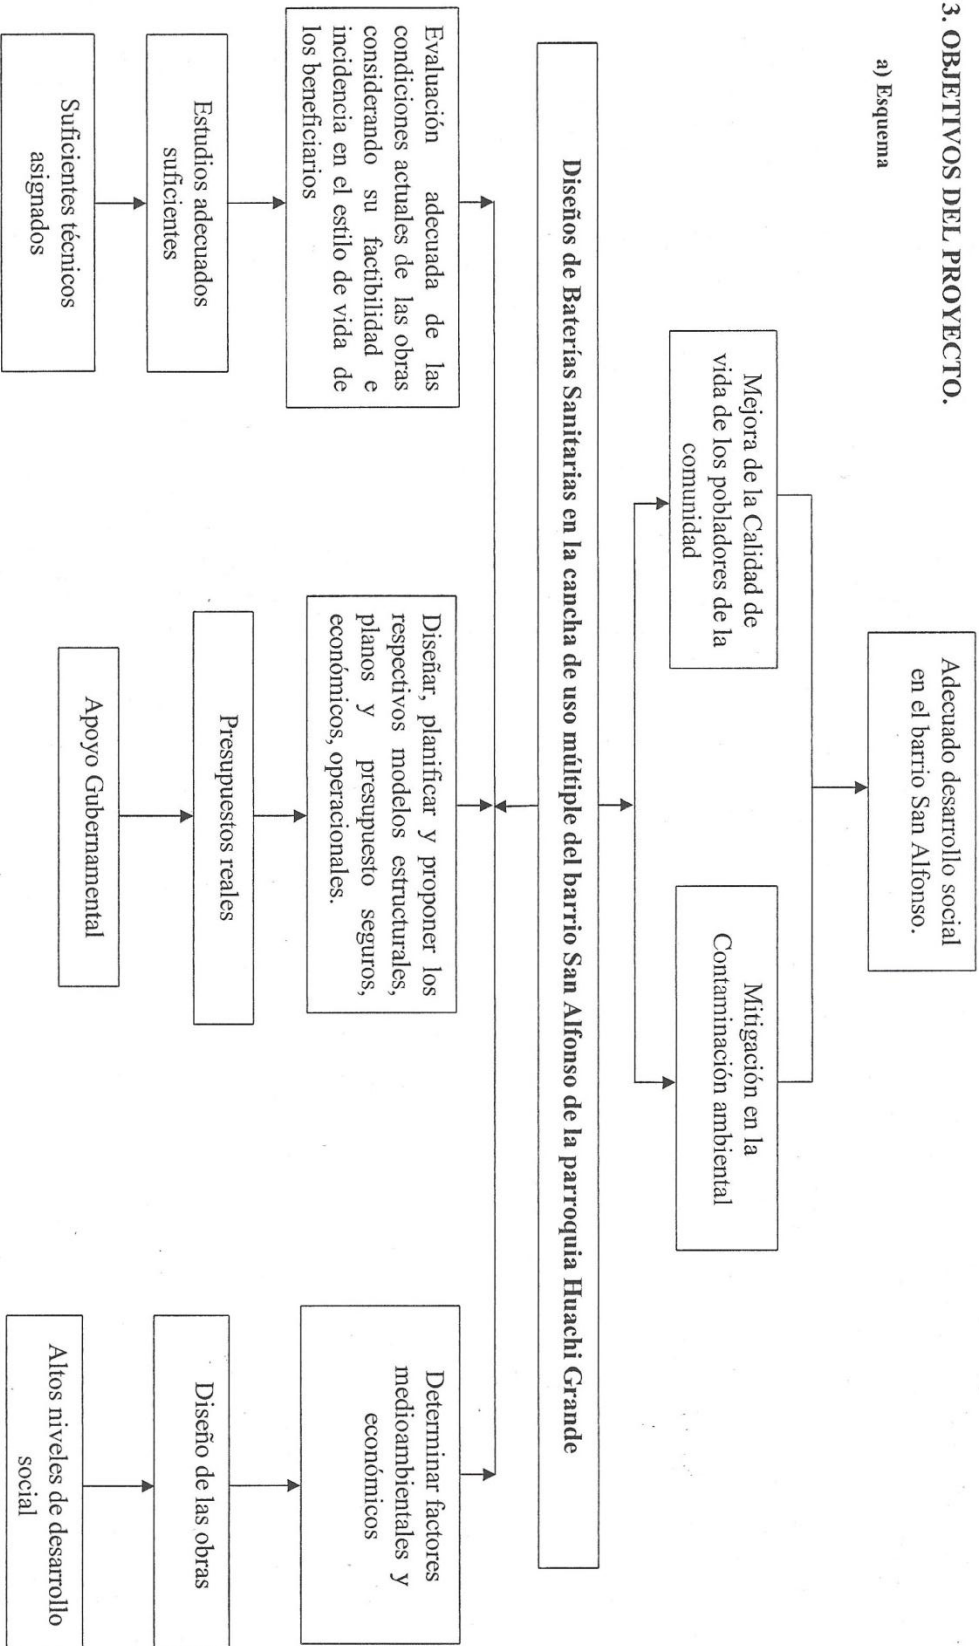 3. OBJETIVOS DEL PROYECTO.
a) Esquema
Adecuado desarrollo social
en el barrio San Alfonso.
Mejora de la Calidad de
vida de los pobladores de la
comunidad
Mitigación en la
Contaminación ambiental
Diseños de Baterías Sanitarias en la cancha de uso múltiple del barrio San Alfonso de la parroquia Huachi Grande
Evaluación adecuada de las
condiciones actuales de las obras
considerando su factibilidad e
incidencia en el estilo de vida de
los beneficiarios
Diseñar, planificar y proponer los
respectivos modelos estructurales,
planos y presupuesto seguros,
económicos, operacionales.
Determinar factores
medioambientales y
económicos
Estudios adecuados
suficientes
Presupuestos reales
Diseño de las obras
Suficientes técnicos
asignados
Apoyo Gubernamental
Altos niveles de desarrollo
social